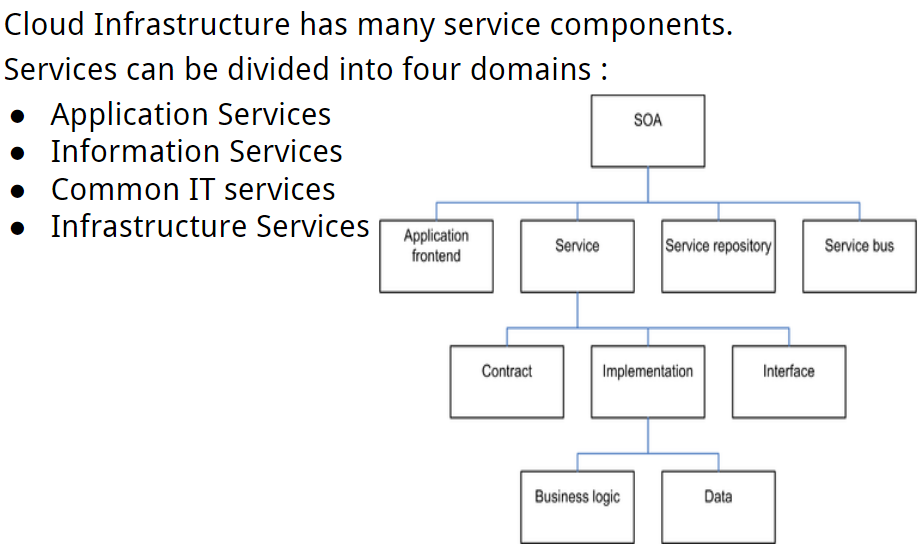 Cloud Infrastructure has many service components.
Services can be divided into four domains :
● Application Services
● Information Services
● Common IT services
● Infrastructure Services
SOA
Application
frontend
Service
Service repository
Service bus
Contract
Implementation
Interface
Business logic
Data